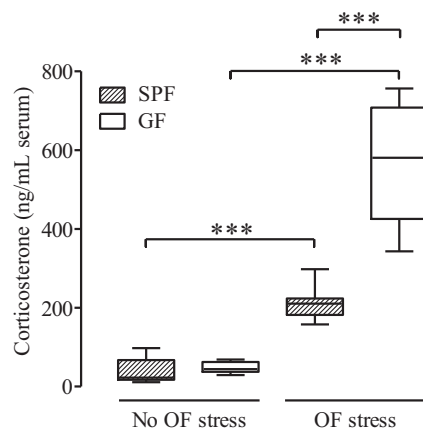 ***
***
800
SPF
GF
600
Corticosterone (ng/mL serum)
400
***
200
0
No OF stress
OF stress